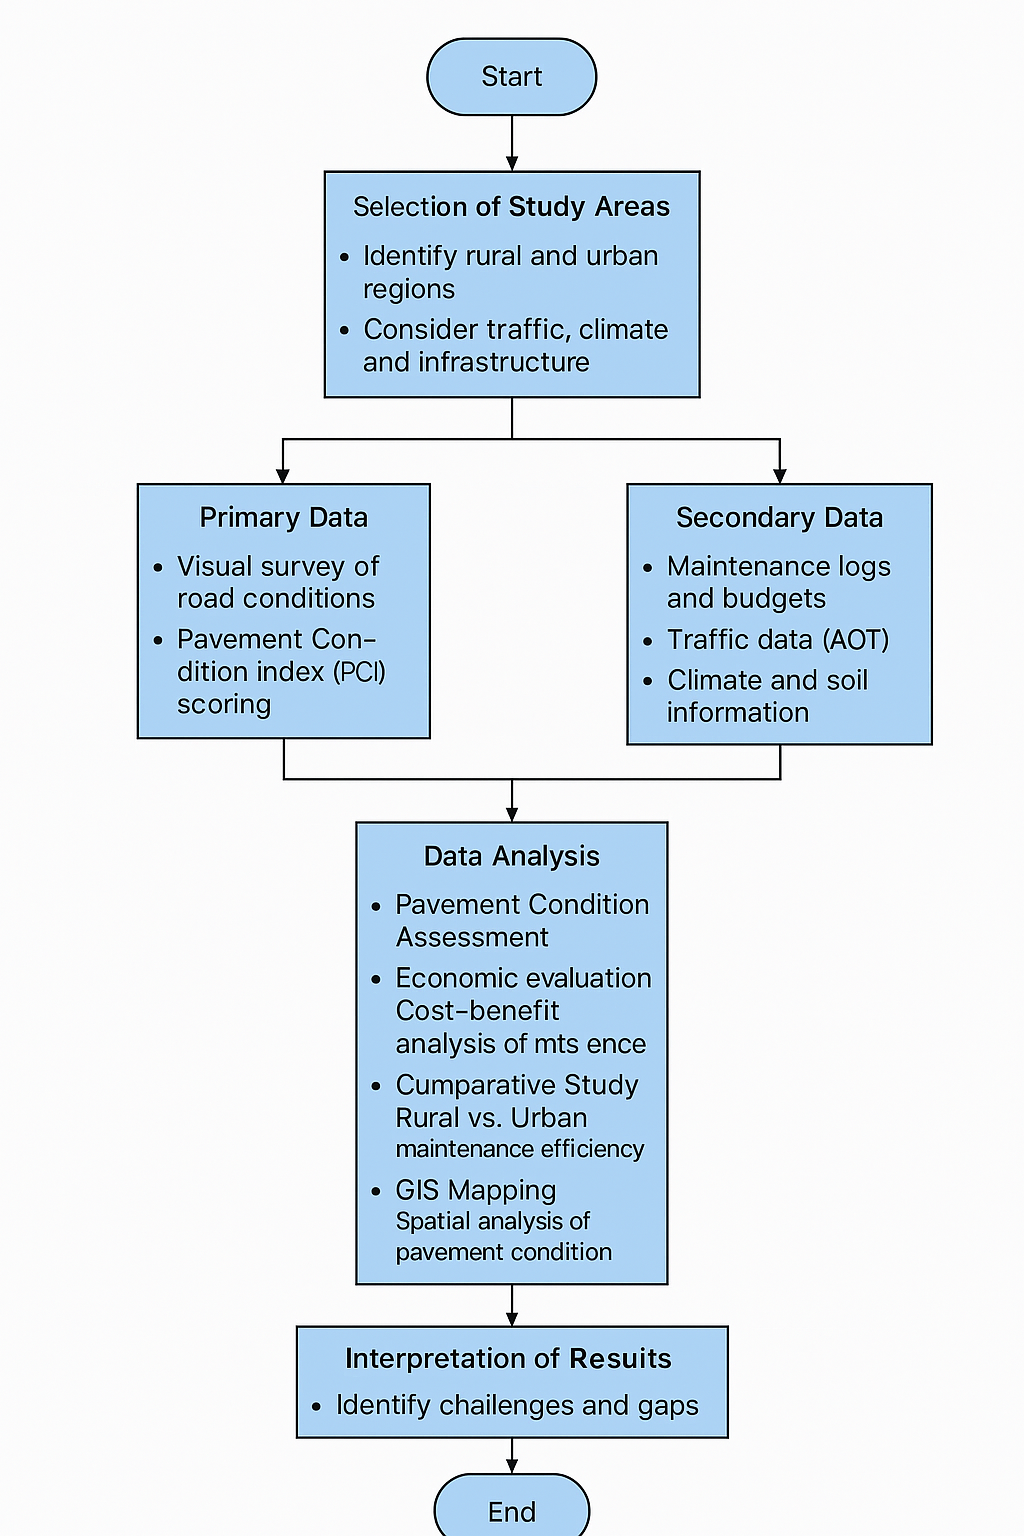 Start
Selection of Study Areas
• Identify rural and urban
regions
• Consider traffic, climate
and infrastructure
Primary Data
• Visual survey of
road conditions
• Pavement Con–
dition index (PCI)
scoring
Secondary Data
• Maintenance logs
and budgets
• Traffic data (AOT)
• Climate and soil
information
Data Analysis
• Pavement Condition
Assessment
• Economic evaluation
Cost–benefit
analysis of mts ence
• Cumparative Study
Rural vs. Urban
maintenance efficiency
• GIS Mapping
Spatial analysis of
pavement condition
Interpretation of Resuits
• Identify chailenges and gaps
End